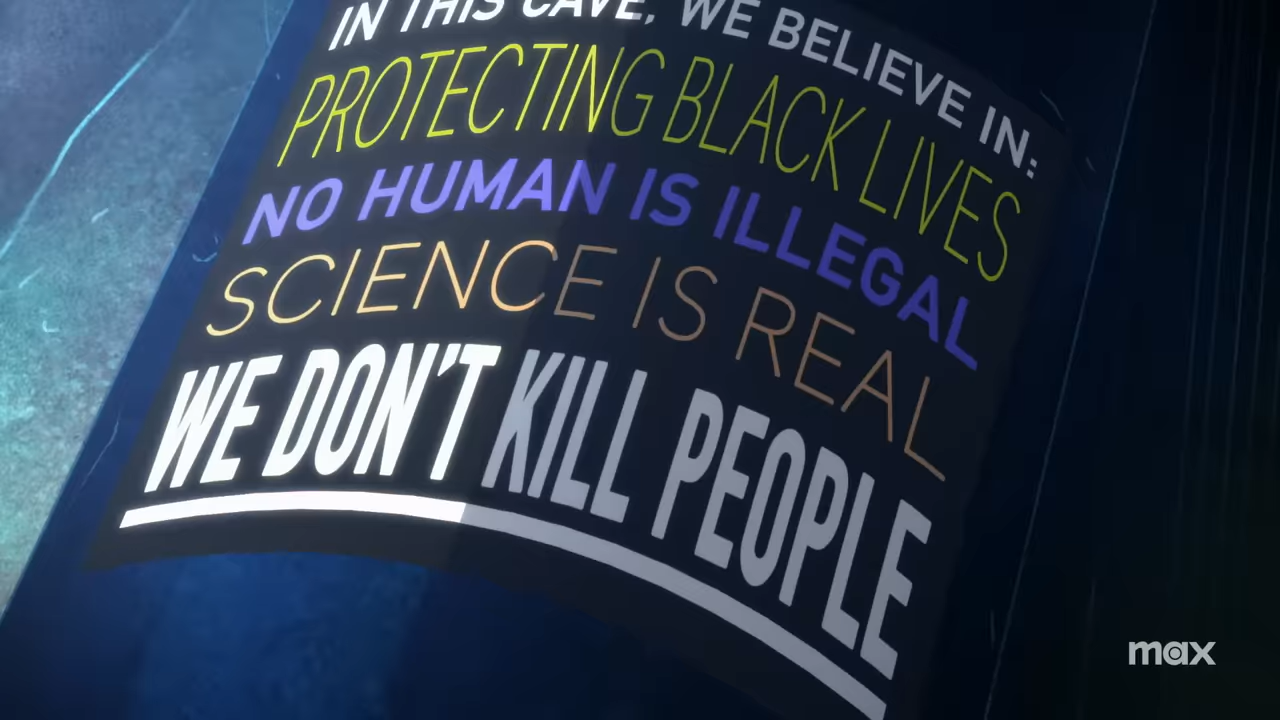 IN THIS CAVE, WE BELIEVE IN:
PROTECTING BLACK LIVES
NO HUMAN IS ILLEGAL
SCIENCE IS REAL
WE DON'T KILL PEOPLE
max